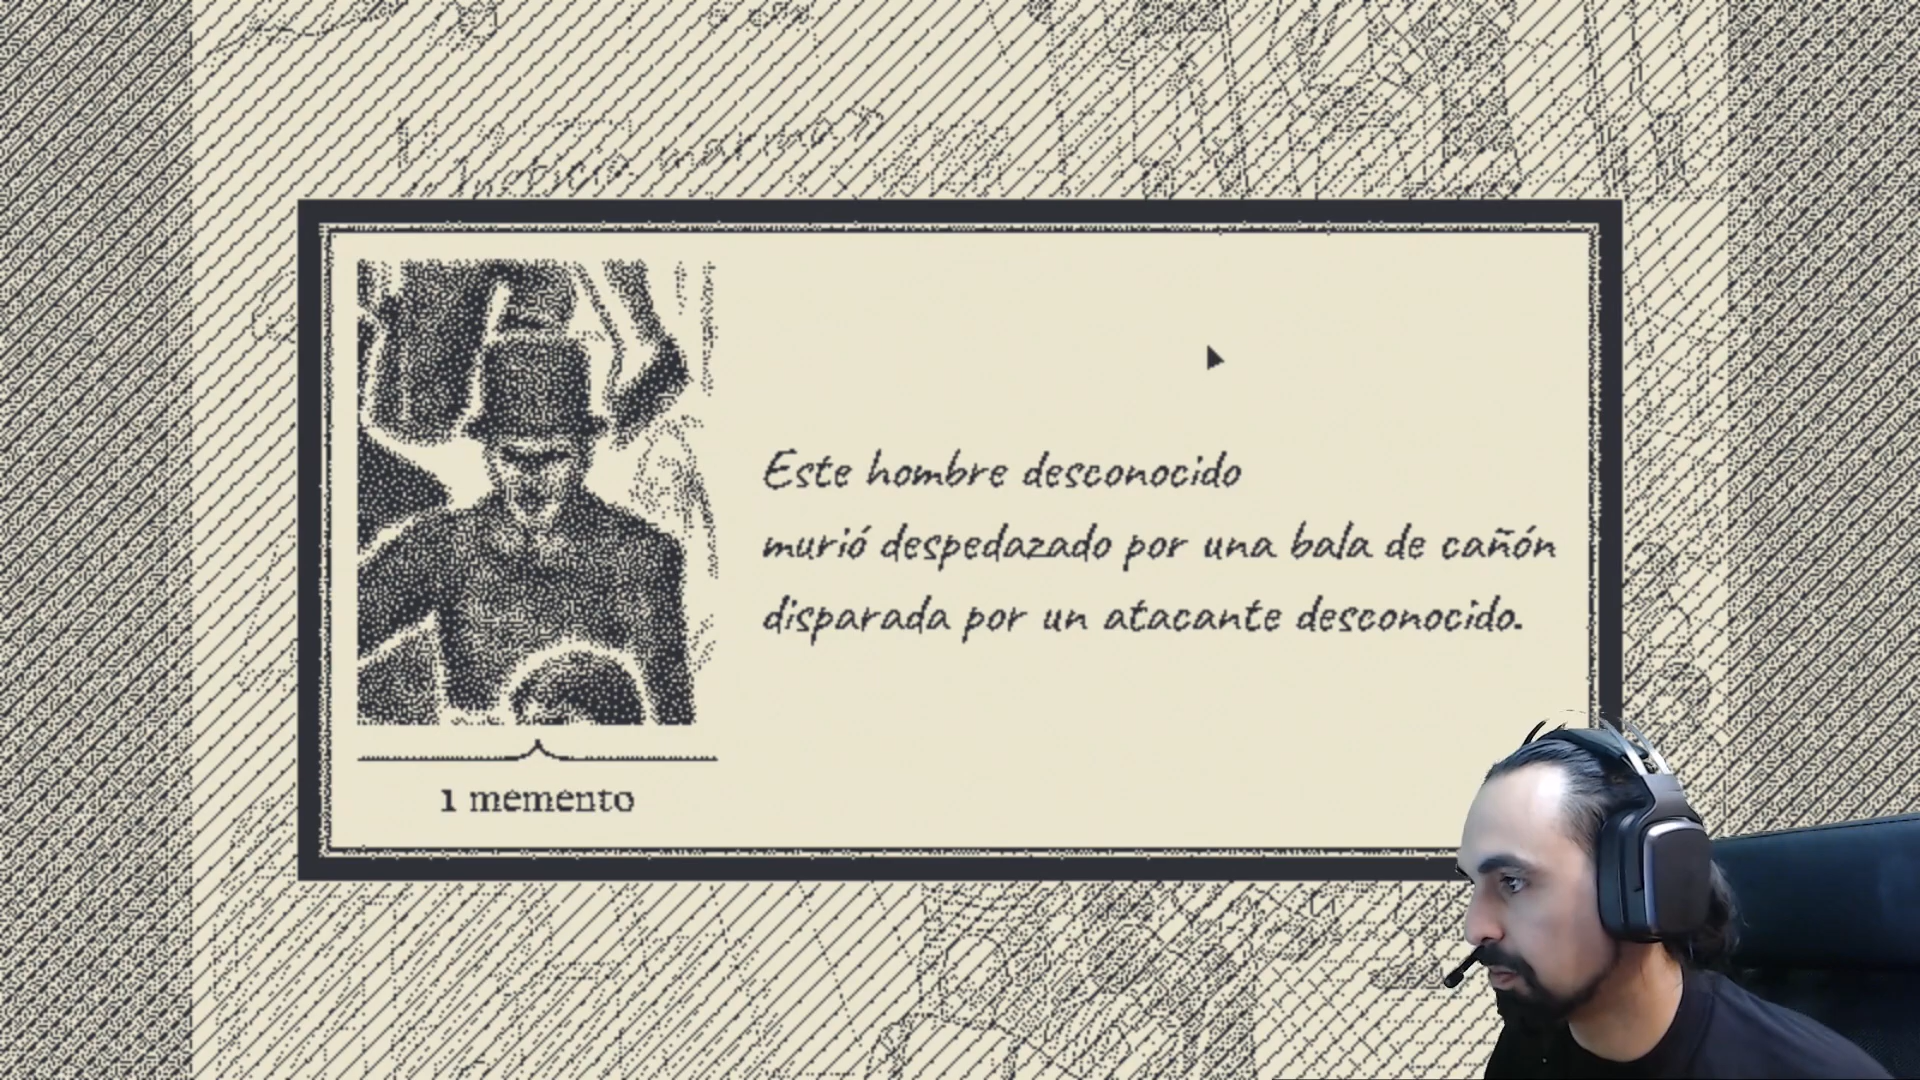 Este hombre desconocido
murió despedazado por una bala de cañón
disparada por un atacante desconocido.
1 memento